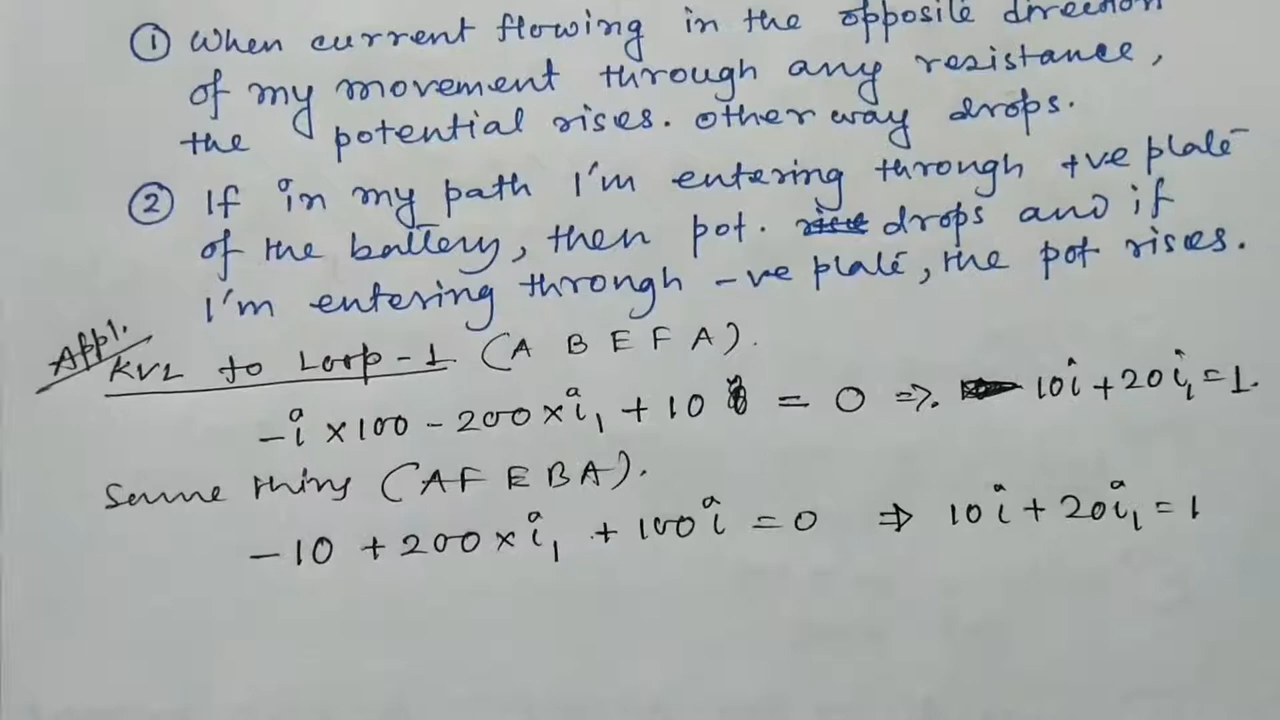 ① When current flowing in the opposite direction
of my movement through any resistance,
the potential rises. other way drops.
② If in my path I'm entering through +ve plate
of the battery, then pot. drops and if
I'm entering through -ve plate, the pot rises.
Appl.
KVL to Loop-1 (A B E F A).
-i × 100 - 200 × i₁ + 10 = 0 ⇒ 10i + 20i₁ = 1.
Same thing (AF E B A).
-10 + 200 × i₁ + 100i = 0 ⇒ 10i + 20i₁ = 1